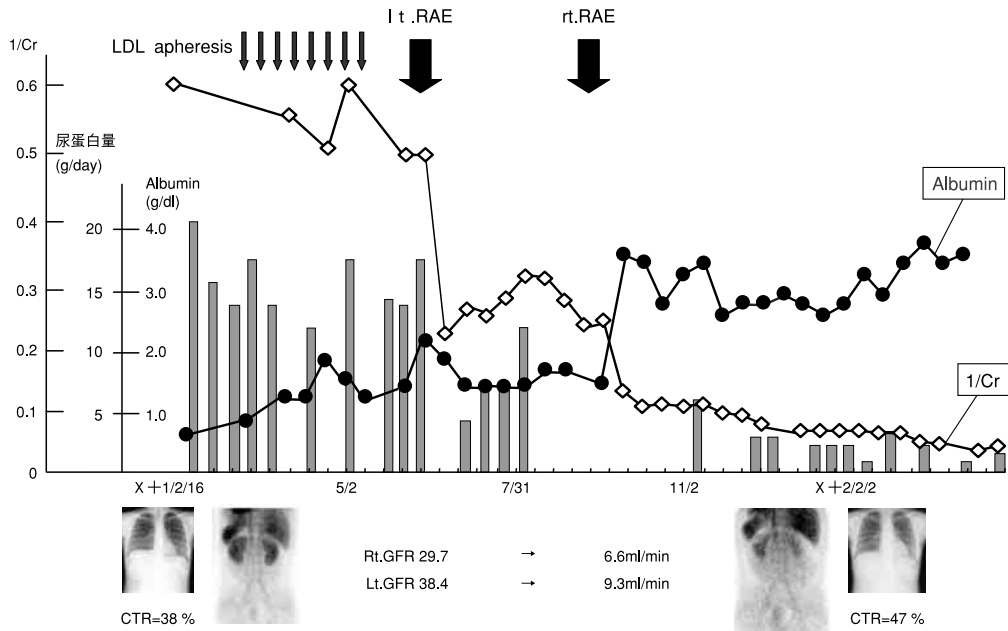 lt.RAE
rt.RAE
1/Cr
LDL apheresis
0.6
尿蛋白量
(g/day)
0.5
Albumin
(g/dl)
Albumin
0.4
20
4.0
0.3
15
3.0
0.2
10
2.0
1/Cr
0.1
5
1.0
0
X+1/2/16
5/2
7/31
11/2
X+2/2/2
Rt.GFR 29.7 → 6.6ml/min
Lt.GFR 38.4 → 9.3ml/min
CTR=38 %
CTR=47 %